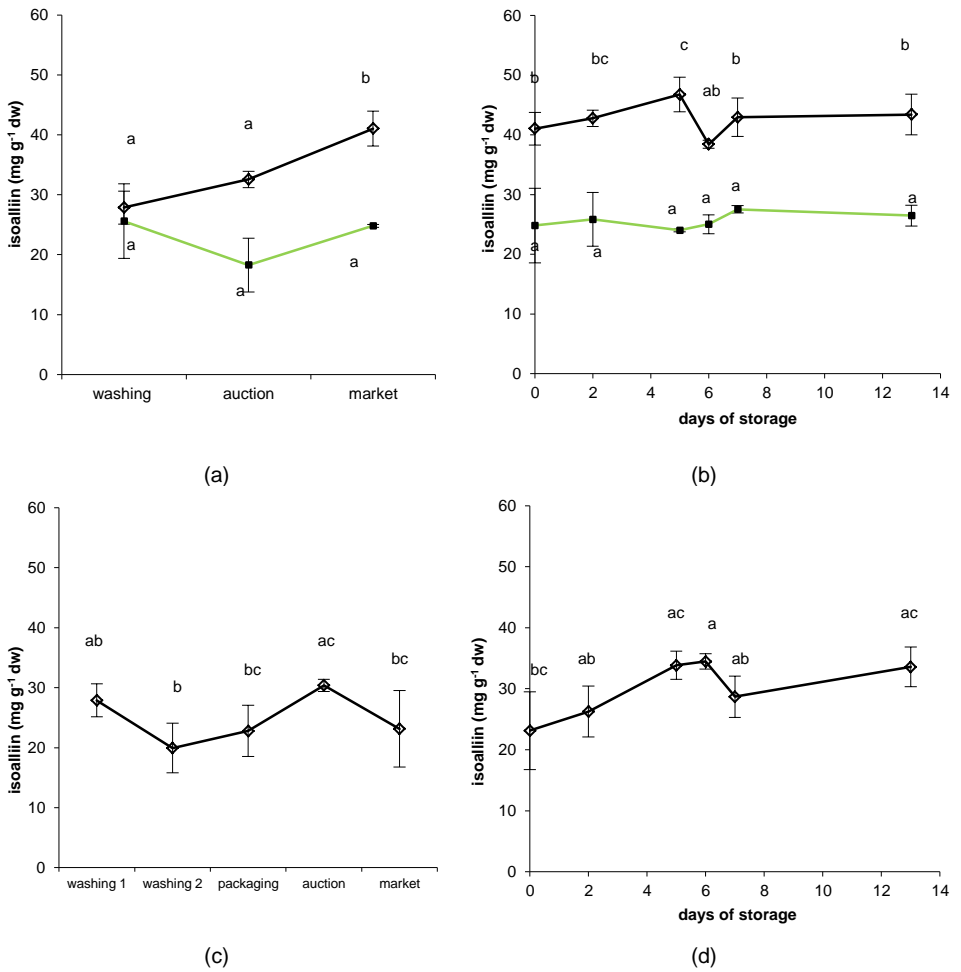 60
50
40
30
20
10
0
isoalliin (mg g⁻¹ dw)
a
a
b
a
a
a
washing auction market
(a)
60
50
40
30
20
10
0
isoalliin (mg g⁻¹ dw)
b
bc
c
ab
b
b
a
a
a
a
a
a
0 2 4 6 8 10 12 14
days of storage
(b)
60
50
40
30
20
10
0
isoalliin (mg g⁻¹ dw)
ab
b
bc
ac
bc
washing 1 washing 2 packaging auction market
(c)
60
50
40
30
20
10
0
isoalliin (mg g⁻¹ dw)
bc
ab
ac
a
ab
ac
0 2 4 6 8 10 12 14
days of storage
(d)